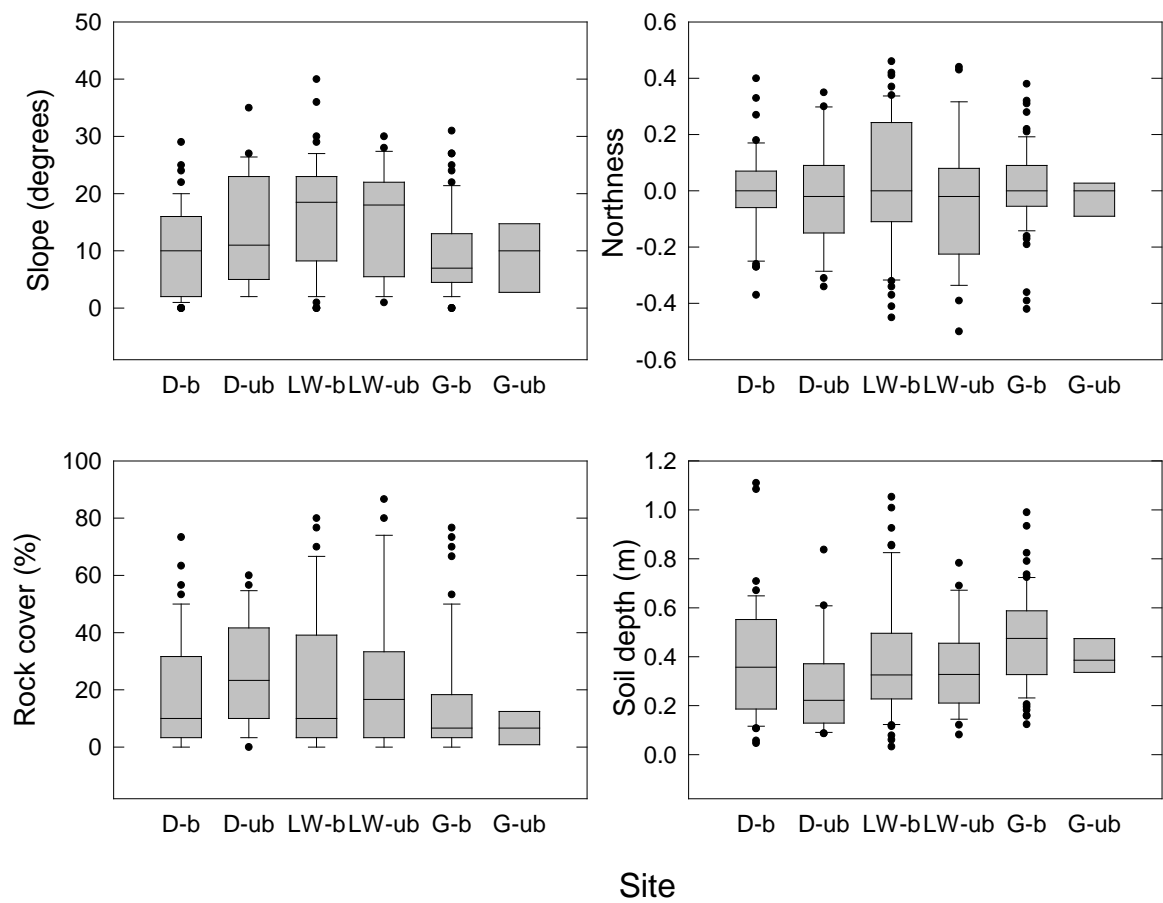 Slope (degrees)
50
40
30
20
10
0
D-b D-ub LW-b LW-ub G-b G-ub
Northness
0.6
0.4
0.2
0.0
-0.2
-0.4
-0.6
D-b D-ub LW-b LW-ub G-b G-ub
Rock cover (%)
100
80
60
40
20
0
D-b D-ub LW-b LW-ub G-b G-ub
Soil depth (m)
1.2
1.0
0.8
0.6
0.4
0.2
0.0
D-b D-ub LW-b LW-ub G-b G-ub
Site